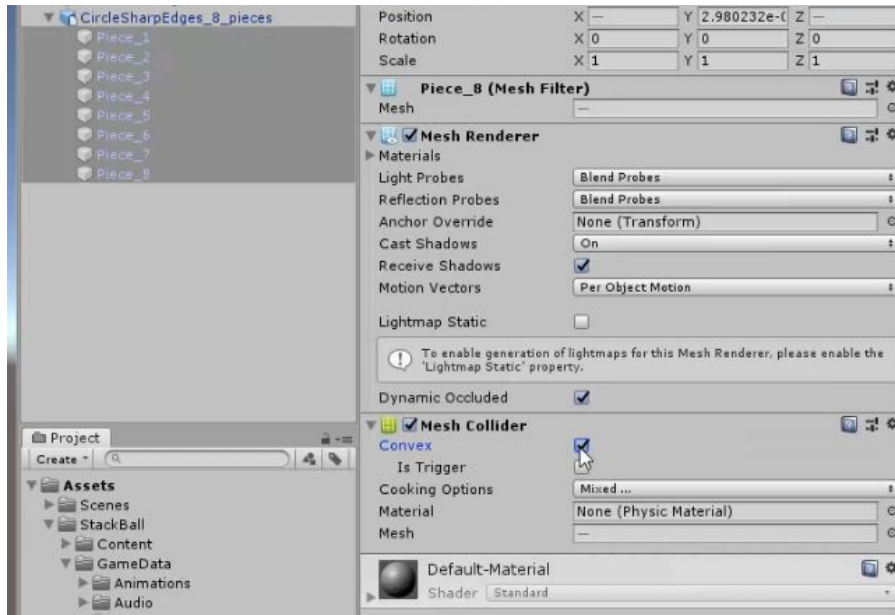 CircleSharpEdges_8_pieces
Piece_1
Piece_2
Piece_3
Piece_4
Piece_5
Piece_6
Piece_7
Piece_8
Project
Create
Assets
Scenes
StackBall
Content
GameData
Animations
Audio
Position X — Y 2.980232e-( Z —
Rotation X 0 Y 0 Z 0
Scale X 1 Y 1 Z 1
Piece_8 (Mesh Filter)
Mesh —
Mesh Renderer
Materials
Light Probes Blend Probes
Reflection Probes Blend Probes
Anchor Override None (Transform)
Cast Shadows On
Receive Shadows
Motion Vectors Per Object Motion
Lightmap Static
To enable generation of lightmaps for this Mesh Renderer, please enable the
'Lightmap Static' property.
Dynamic Occluded
Mesh Collider
Convex
Is Trigger
Cooking Options Mixed ...
Material None (Physic Material)
Mesh —
Default-Material
Shader Standard